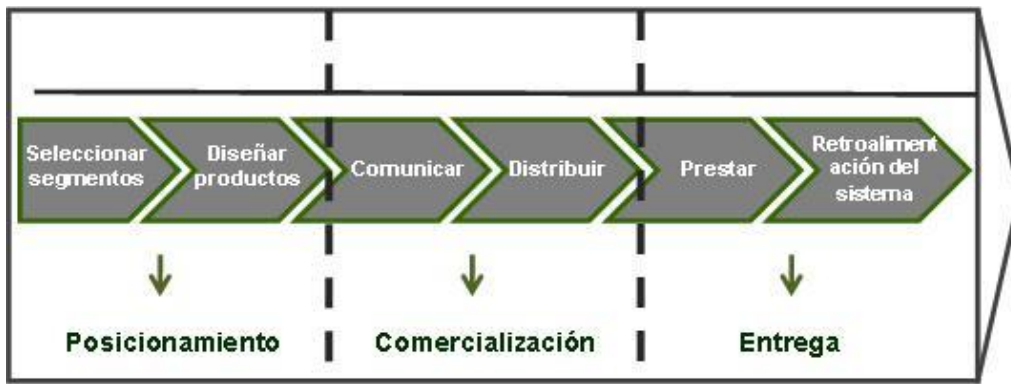 Seleccionar
segmentos
Diseñar
productos
Comunicar
Distribuir
Prestar
Retroaliment
ación del
sistema
Posicionamiento
Comercialización
Entrega